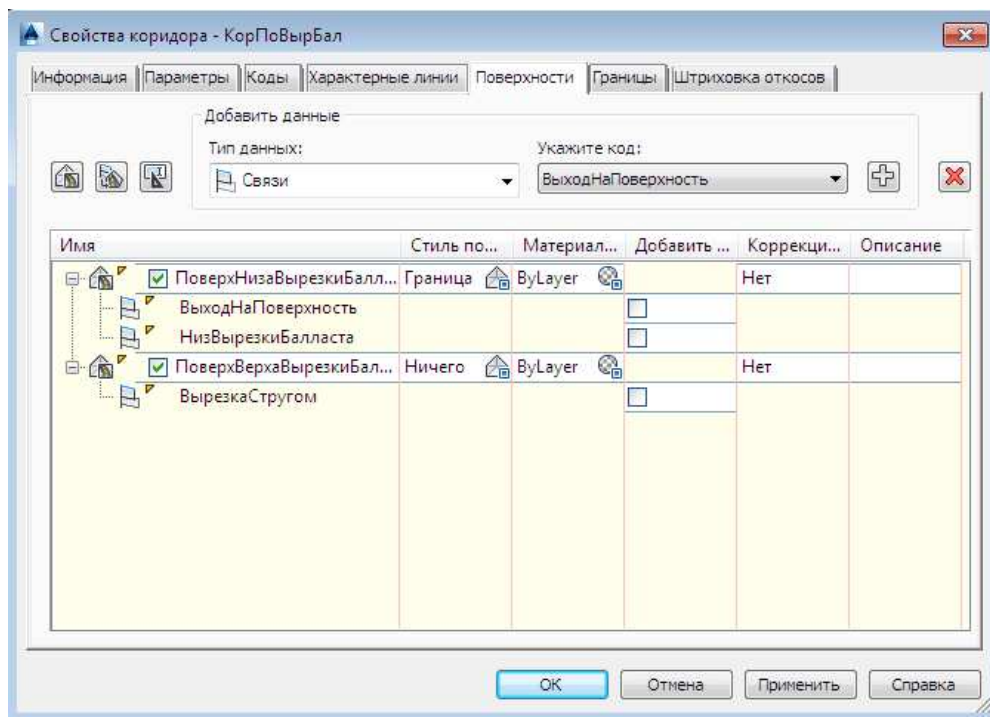 Свойства коридора - КорПоВырБал
Информация Параметры Коды Характерные линии Поверхности Границы Штриховка откосов
Добавить данные
Тип данных: Укажите код:
Связи ВыходНаПоверхность
Имя Стиль по... Материал... Добавить ... Коррекци... Описание
ПоверхНизаВырезкиБалл... Граница ByLayer Нет
ВыходНаПоверхность
НизВырезкиБалласта
ПоверхВерхаВырезкиБал... Ничего ByLayer Нет
ВырезкаСтругом
ОК Отмена Применить Справка